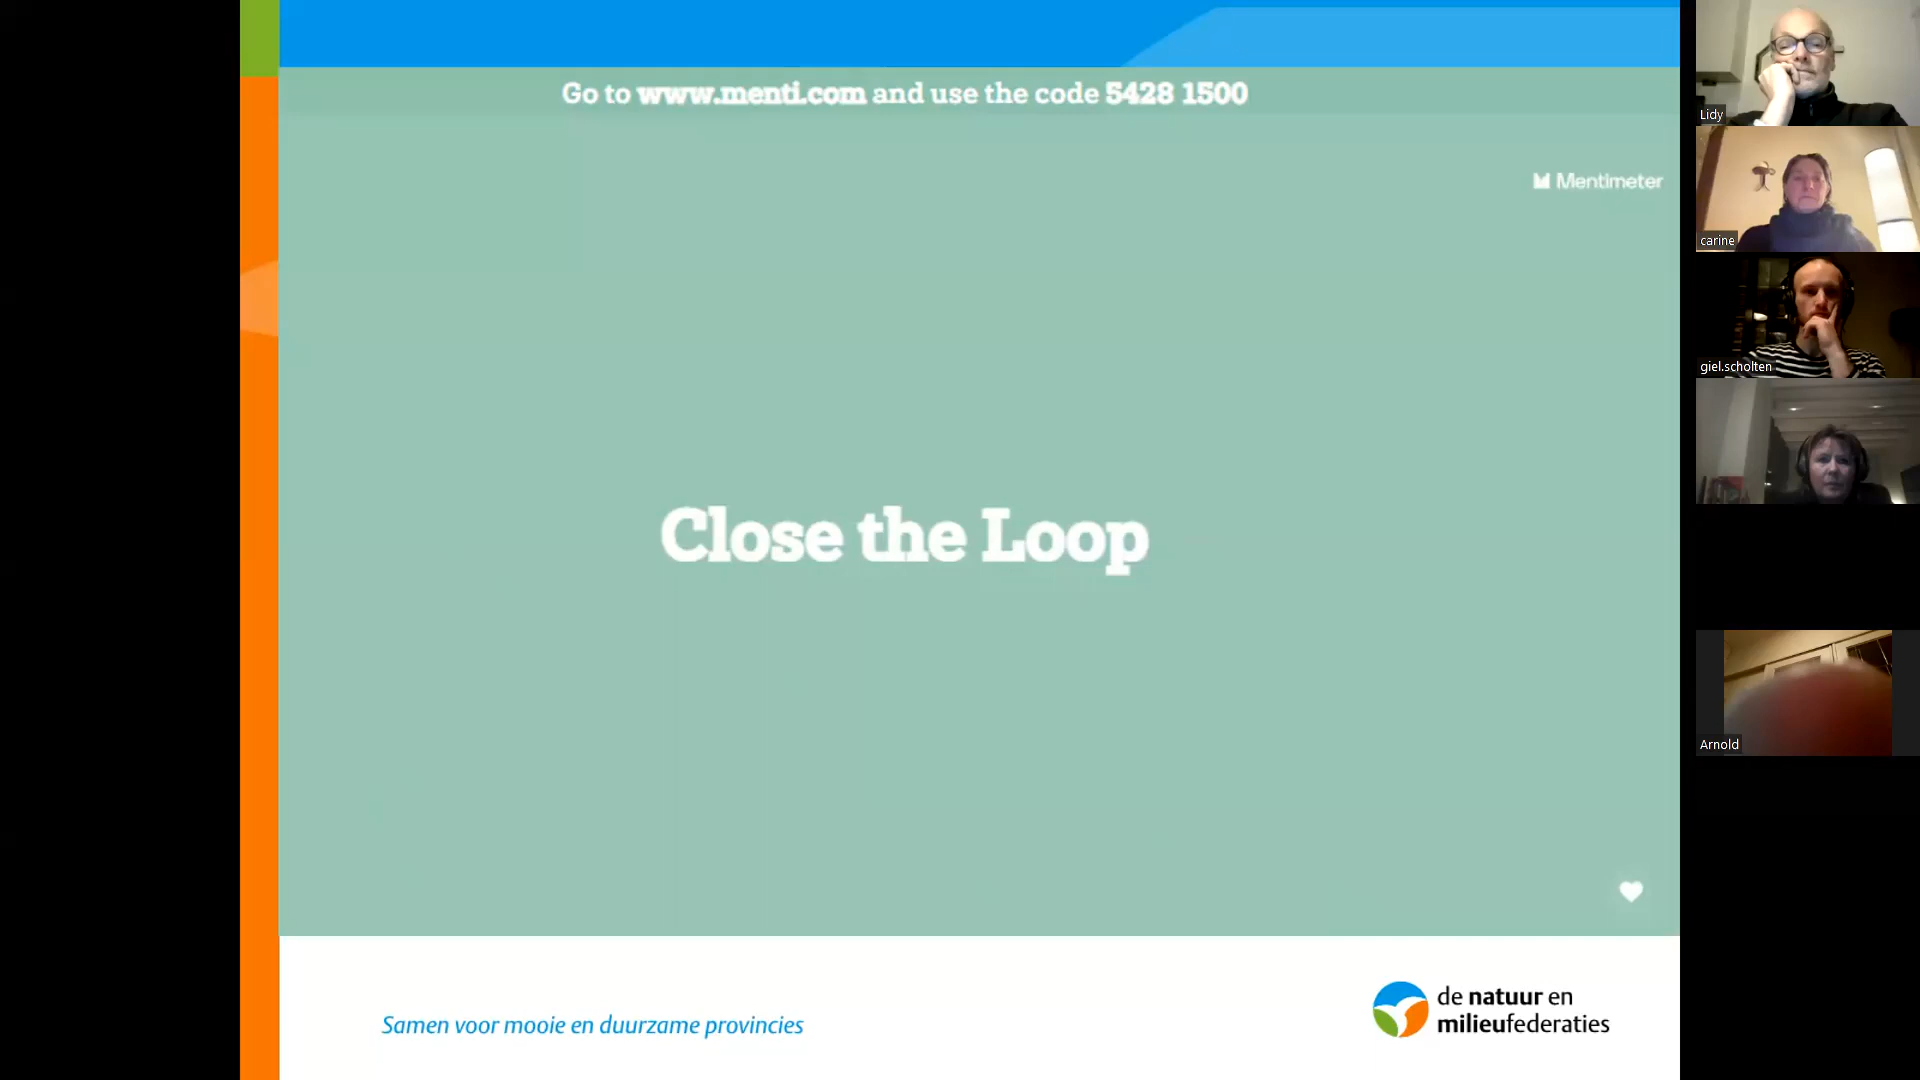 Go to www.menti.com and use the code 5428 1500
Mentimeter
Close the Loop
Samen voor mooie en duurzame provincies
de natuur en
milieufederaties
Lidy
carine
giel.scholten
Arnold